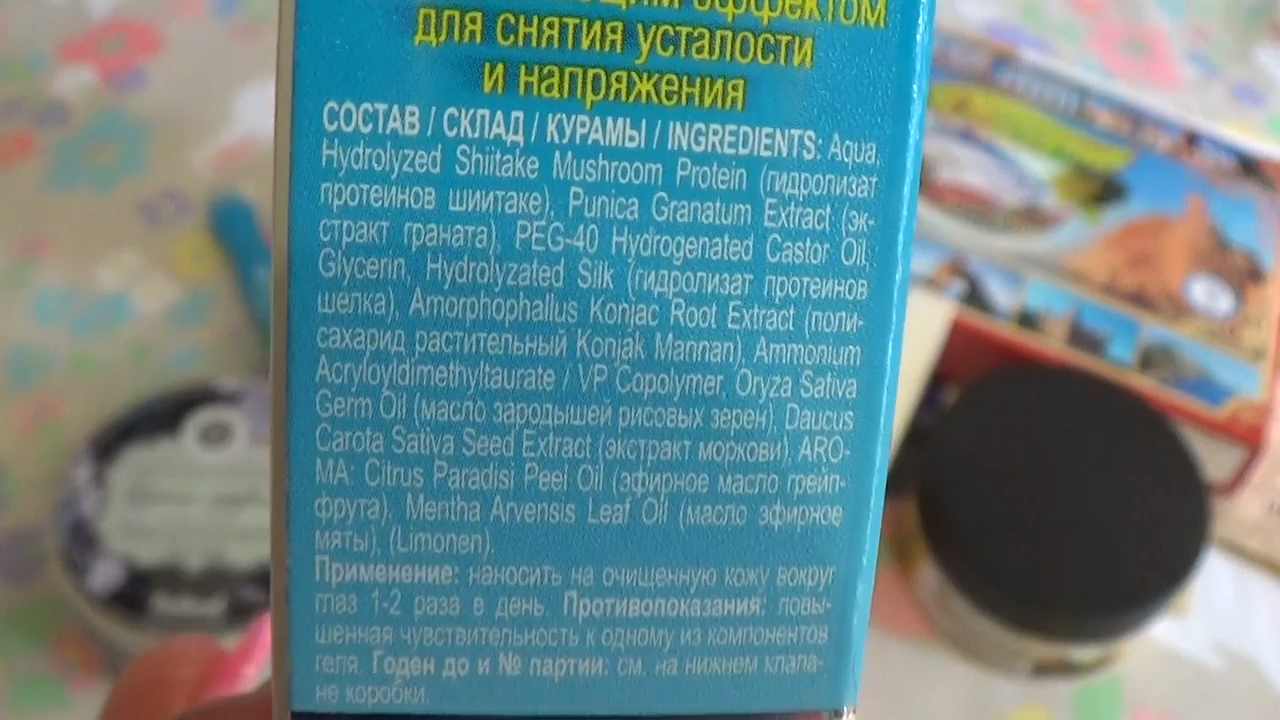 эффектом
для снятия усталости
и напряжения
СОСТАВ / СКЛАД / КУРАМЫ / INGREDIENTS: Aqua,
Hydrolyzed Shiitake Mushroom Protein (гидролизат
протеинов шиитаке), Punica Granatum Extract (эк-
стракт граната), PEG-40 Hydrogenated Castor Oil,
Glycerin, Hydrolyzated Silk (гидролизат протеинов
шелка), Amorphophallus Konjac Root Extract (поли-
сахарид растительный Konjak Mannan), Ammonium
Acryloyldimethyltaurate / VP Copolymer, Oryza Sativa
Germ Oil (масло зародышей рисовых зерен), Daucus
Carota Sativa Seed Extract (экстракт моркови). ARO-
MA: Citrus Paradisi Peel Oil (эфирное масло грейп-
фрута), Mentha Arvensis Leaf Oil (масло эфирное
мяты), (Limonen).
Применение: наносить на очищенную кожу вокруг
глаз 1-2 раза в день. Противопоказания: повы-
шенная чувствительность к одному из компонентов
геля. Годен до и № партии: см. на нижнем клапа-
не коробки.